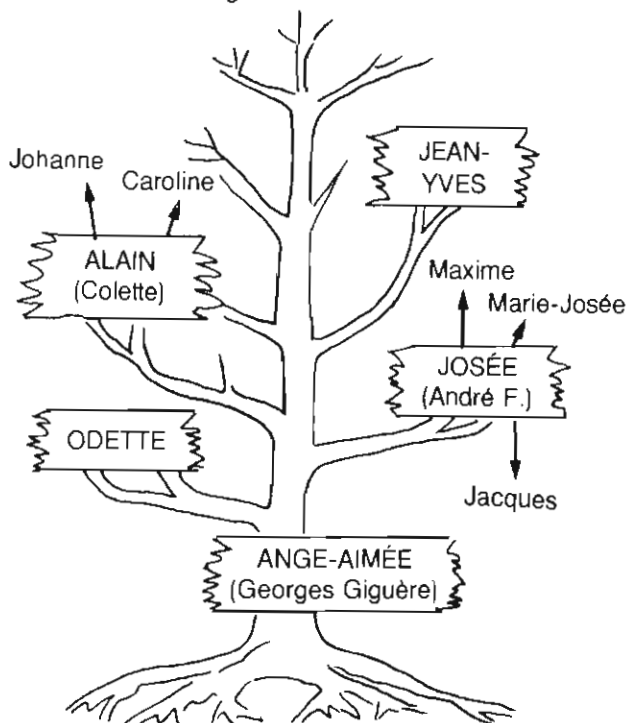 JEAN-
YVES
Johanne
Caroline
ALAIN
(Colette)
Maxime
Marie-Josée
JOSÉE
(André F.)
ODETTE
Jacques
ANGE-AIMÉE
(Georges Giguère)